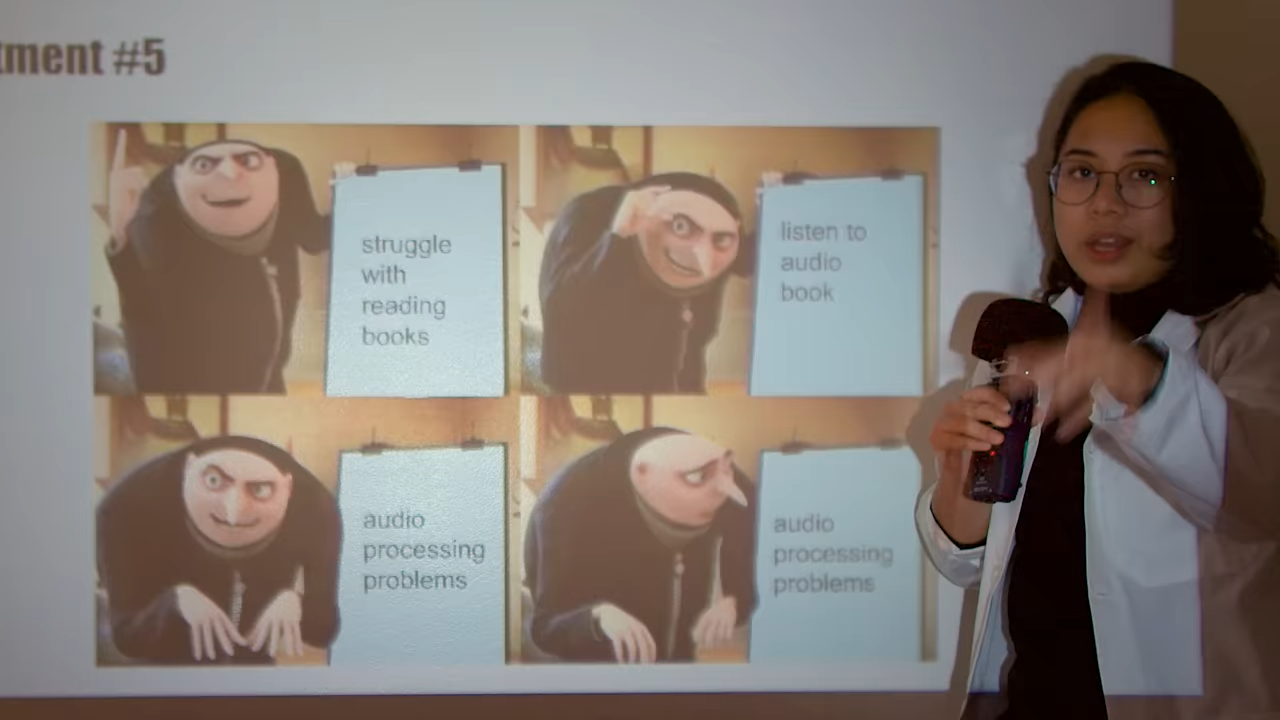 tment #5
struggle
with
reading
books
listen to
audio
book
audio
processing
problems
audio
processing
problems